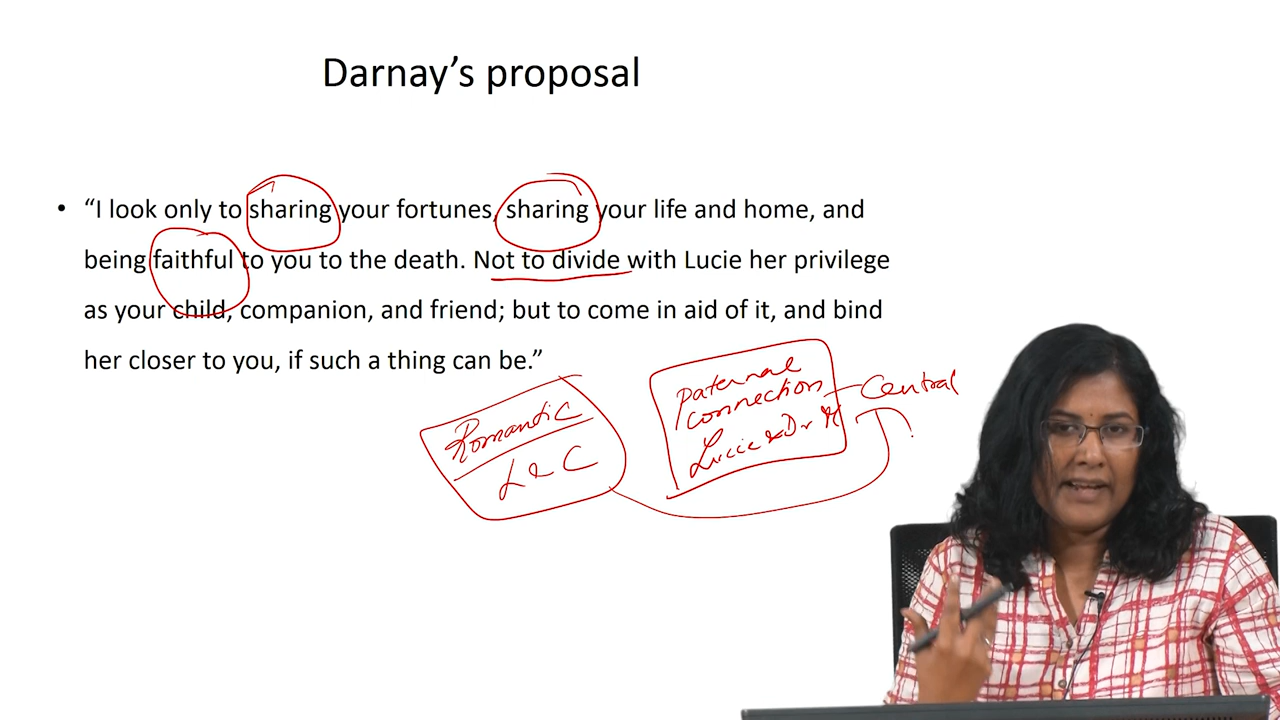 Darnay’s proposal
• “I look only to sharing your fortunes, sharing your life and home, and
being faithful to you to the death. Not to divide with Lucie her privilege
as your child, companion, and friend; but to come in aid of it, and bind
her closer to you, if such a thing can be.”
Romantic
L & C
Paternal
connection
Lucie & Dr M
Central